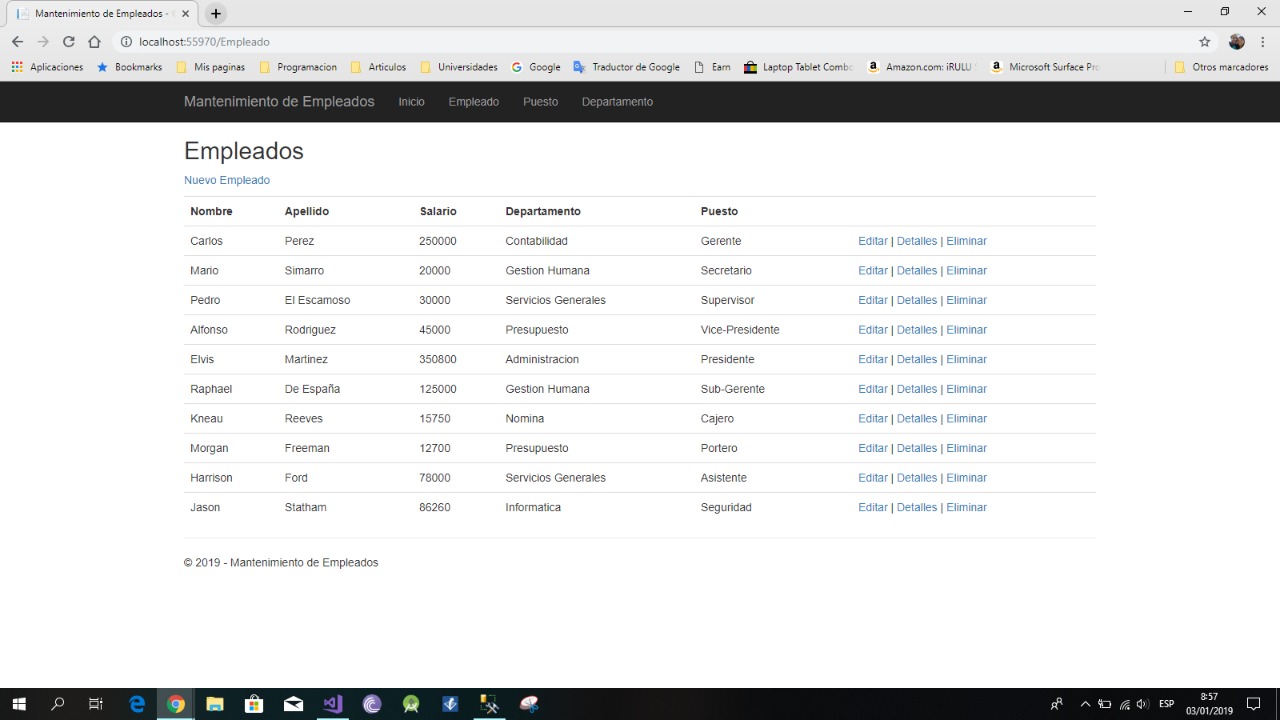 Mantenimiento de Empleados -
localhost:55970/Empleado
Aplicaciones Bookmarks Mis paginas Programacion Articulos Universidades Google Traductor de Google Earn Laptop Tablet Combo Amazon.com: iRULU Microsoft Surface Pro Otros marcadores
Mantenimiento de Empleados Inicio Empleado Puesto Departamento
Empleados
Nuevo Empleado
Nombre Apellido Salario Departamento Puesto
Carlos Perez 250000 Contabilidad Gerente Editar | Detalles | Eliminar
Mario Simarro 20000 Gestion Humana Secretario Editar | Detalles | Eliminar
Pedro El Escamoso 30000 Servicios Generales Supervisor Editar | Detalles | Eliminar
Alfonso Rodriguez 45000 Presupuesto Vice-Presidente Editar | Detalles | Eliminar
Elvis Martinez 350800 Administracion Presidente Editar | Detalles | Eliminar
Raphael De España 125000 Gestion Humana Sub-Gerente Editar | Detalles | Eliminar
Kneau Reeves 15750 Nomina Cajero Editar | Detalles | Eliminar
Morgan Freeman 12700 Presupuesto Portero Editar | Detalles | Eliminar
Harrison Ford 78000 Servicios Generales Asistente Editar | Detalles | Eliminar
Jason Statham 86260 Informatica Seguridad Editar | Detalles | Eliminar
© 2019 - Mantenimiento de Empleados
ESP
8:57
03/01/2019